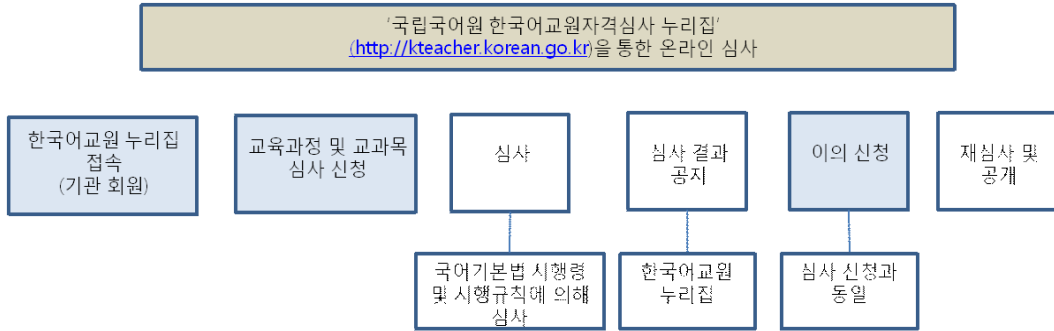 '국립국어원 한국어교원자격심사 누리집'
(http://kteacher.korean.go.kr)을 통한 온라인 심사
한국어교원 누리집
접속
(기관 회원)
교육과정 및 교과목
심사 신청
심사
심사 결과
공지
이의 신청
재심사 및
공개
국어기본법 시행령
및 시행규칙에 의해
심사
한국어교원
누리집
심사 신청과
동일